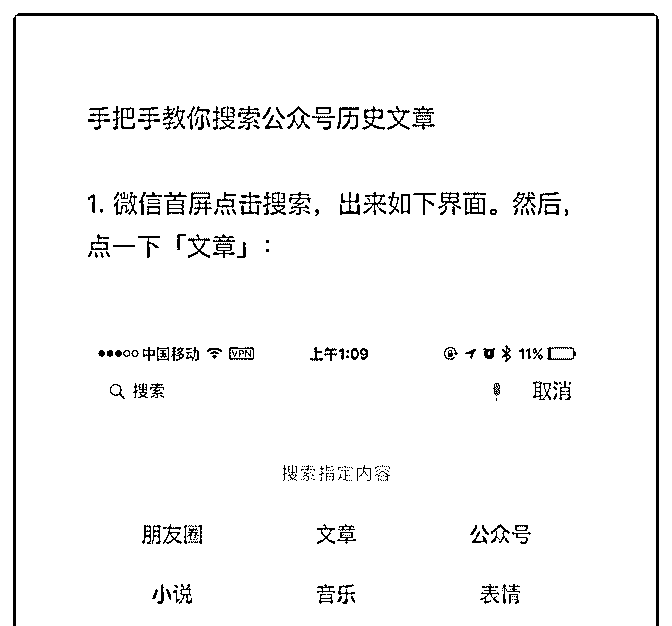 手把手教你搜索公众号历史文章
1. 微信首屏点击搜索，出来如下界面。然后，
点一下「文章」：
●●●○○ 中国移动 VPN 上午1:09 11%
搜索 取消
搜索指定内容
朋友圈 文章 公众号
小说 音乐 表情